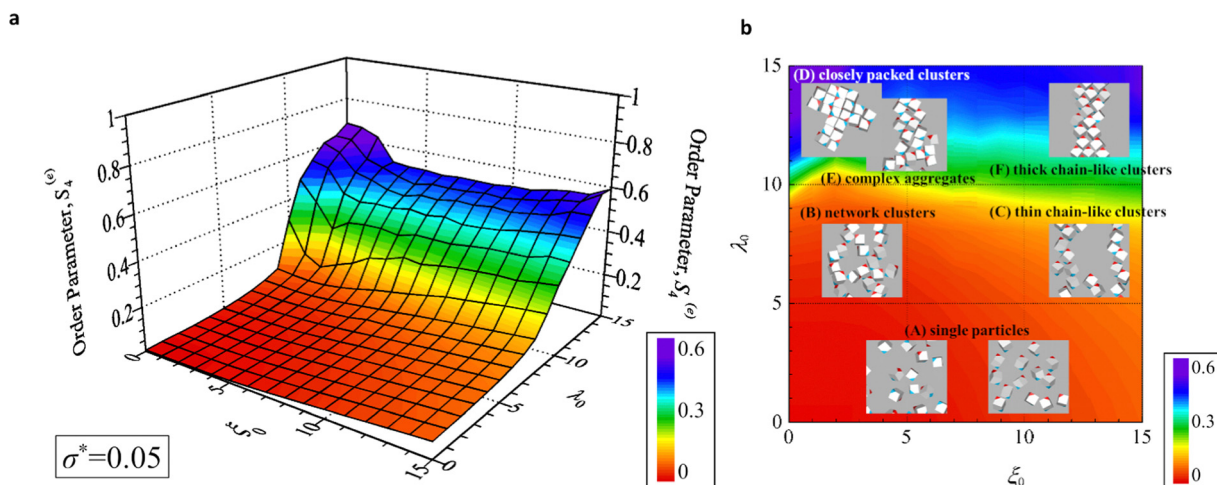 a
Order Parameter, S₄⁽ᵉ⁾
1
0.8
0.6
0.4
0.2
0
5
10
15
ξ₀
0
5
10
15
λ₀
1
0.8
0.6
0.4
0.2
Order Parameter, S₄⁽ᵉ⁾
σ*=0.05
0.6
0.3
0
b
15
10
5
0
λ₀
(D) closely packed clusters
(E) complex aggregates
(F) thick chain-like clusters
(B) network clusters
(C) thin chain-like clusters
(A) single particles
0
5
10
15
ξ₀
0.6
0.3
0